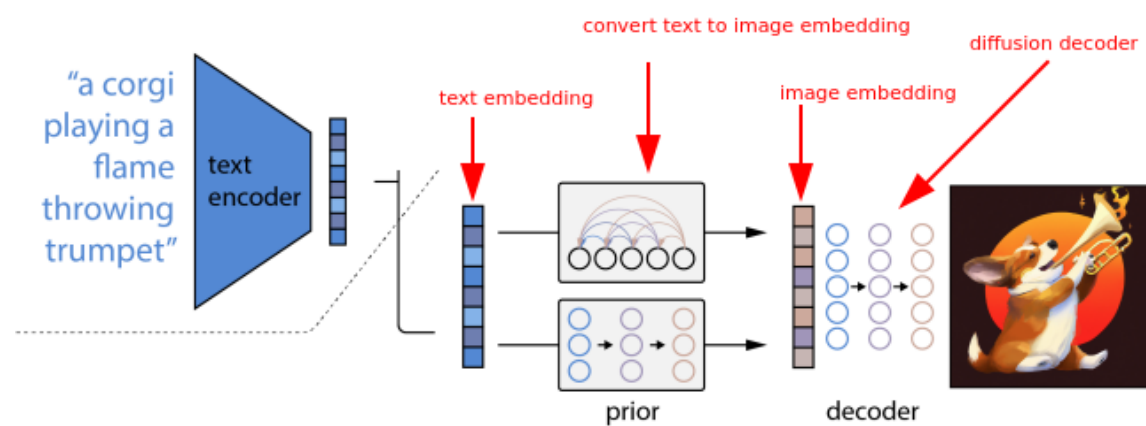 convert text to image embedding
diffusion decoder
text embedding
image embedding
“a corgi
playing a
flame
throwing
trumpet”
text
encoder
prior
decoder